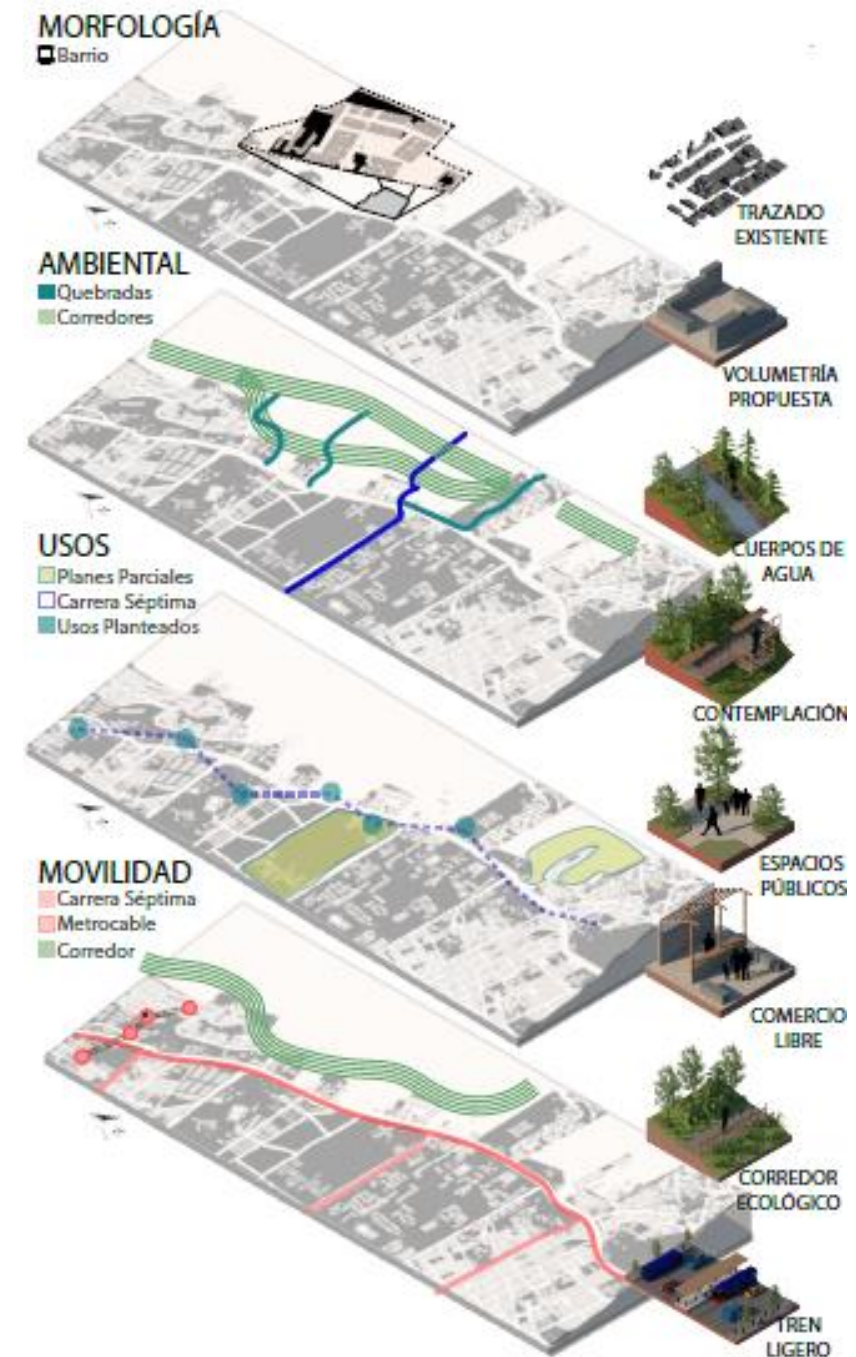 MORFOLOGÍA
Barrio
TRAZADO
EXISTENTE
AMBIENTAL
Quebradas
Corredores
VOLUMETRÍA
PROPUESTA
USOS
Planes Parciales
Carrera Séptima
Usos Planteados
CUERPOS DE
AGUA
CONTEMPLACIÓN
MOVILIDAD
Carrera Séptima
Metrocable
Corredor
ESPACIOS
PÚBLICOS
COMERCIO
LIBRE
CORREDOR
ECOLÓGICO
TREN
LIGERO